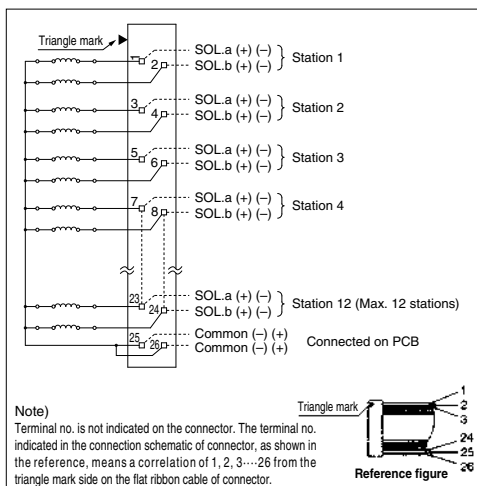 Triangle mark
1
SOL.a (+) (–)
2
SOL.b (+) (–)
Station 1
3
SOL.a (+) (–)
4
SOL.b (+) (–)
Station 2
5
SOL.a (+) (–)
6
SOL.b (+) (–)
Station 3
7
SOL.a (+) (–)
8
SOL.b (+) (–)
Station 4
23
SOL.a (+) (–)
24
SOL.b (+) (–)
Station 12 (Max. 12 stations)
25
Common (–) (+)
26
Common (–) (+)
Connected on PCB
Note)
Terminal no. is not indicated on the connector. The terminal no.
indicated in the connection schematic of connector, as shown in
the reference, means a correlation of 1, 2, 3····26 from the
triangle mark side on the flat ribbon cable of connector.
Triangle mark
1
2
3
24
25
26
Reference figure